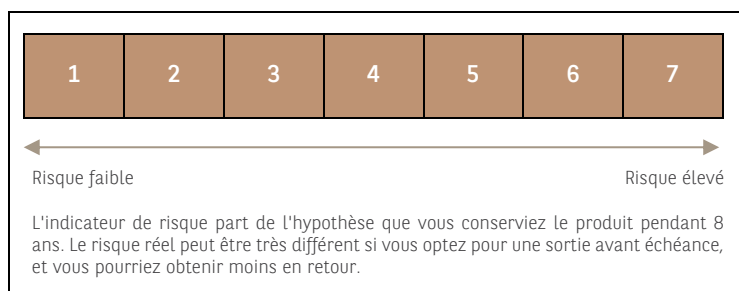 1 2 3 4 5 6 7
Risque faible Risque élevé
L'indicateur de risque part de l'hypothèse que vous conserviez le produit pendant 8
ans. Le risque réel peut être très différent si vous optez pour une sortie avant échéance,
et vous pourriez obtenir moins en retour.